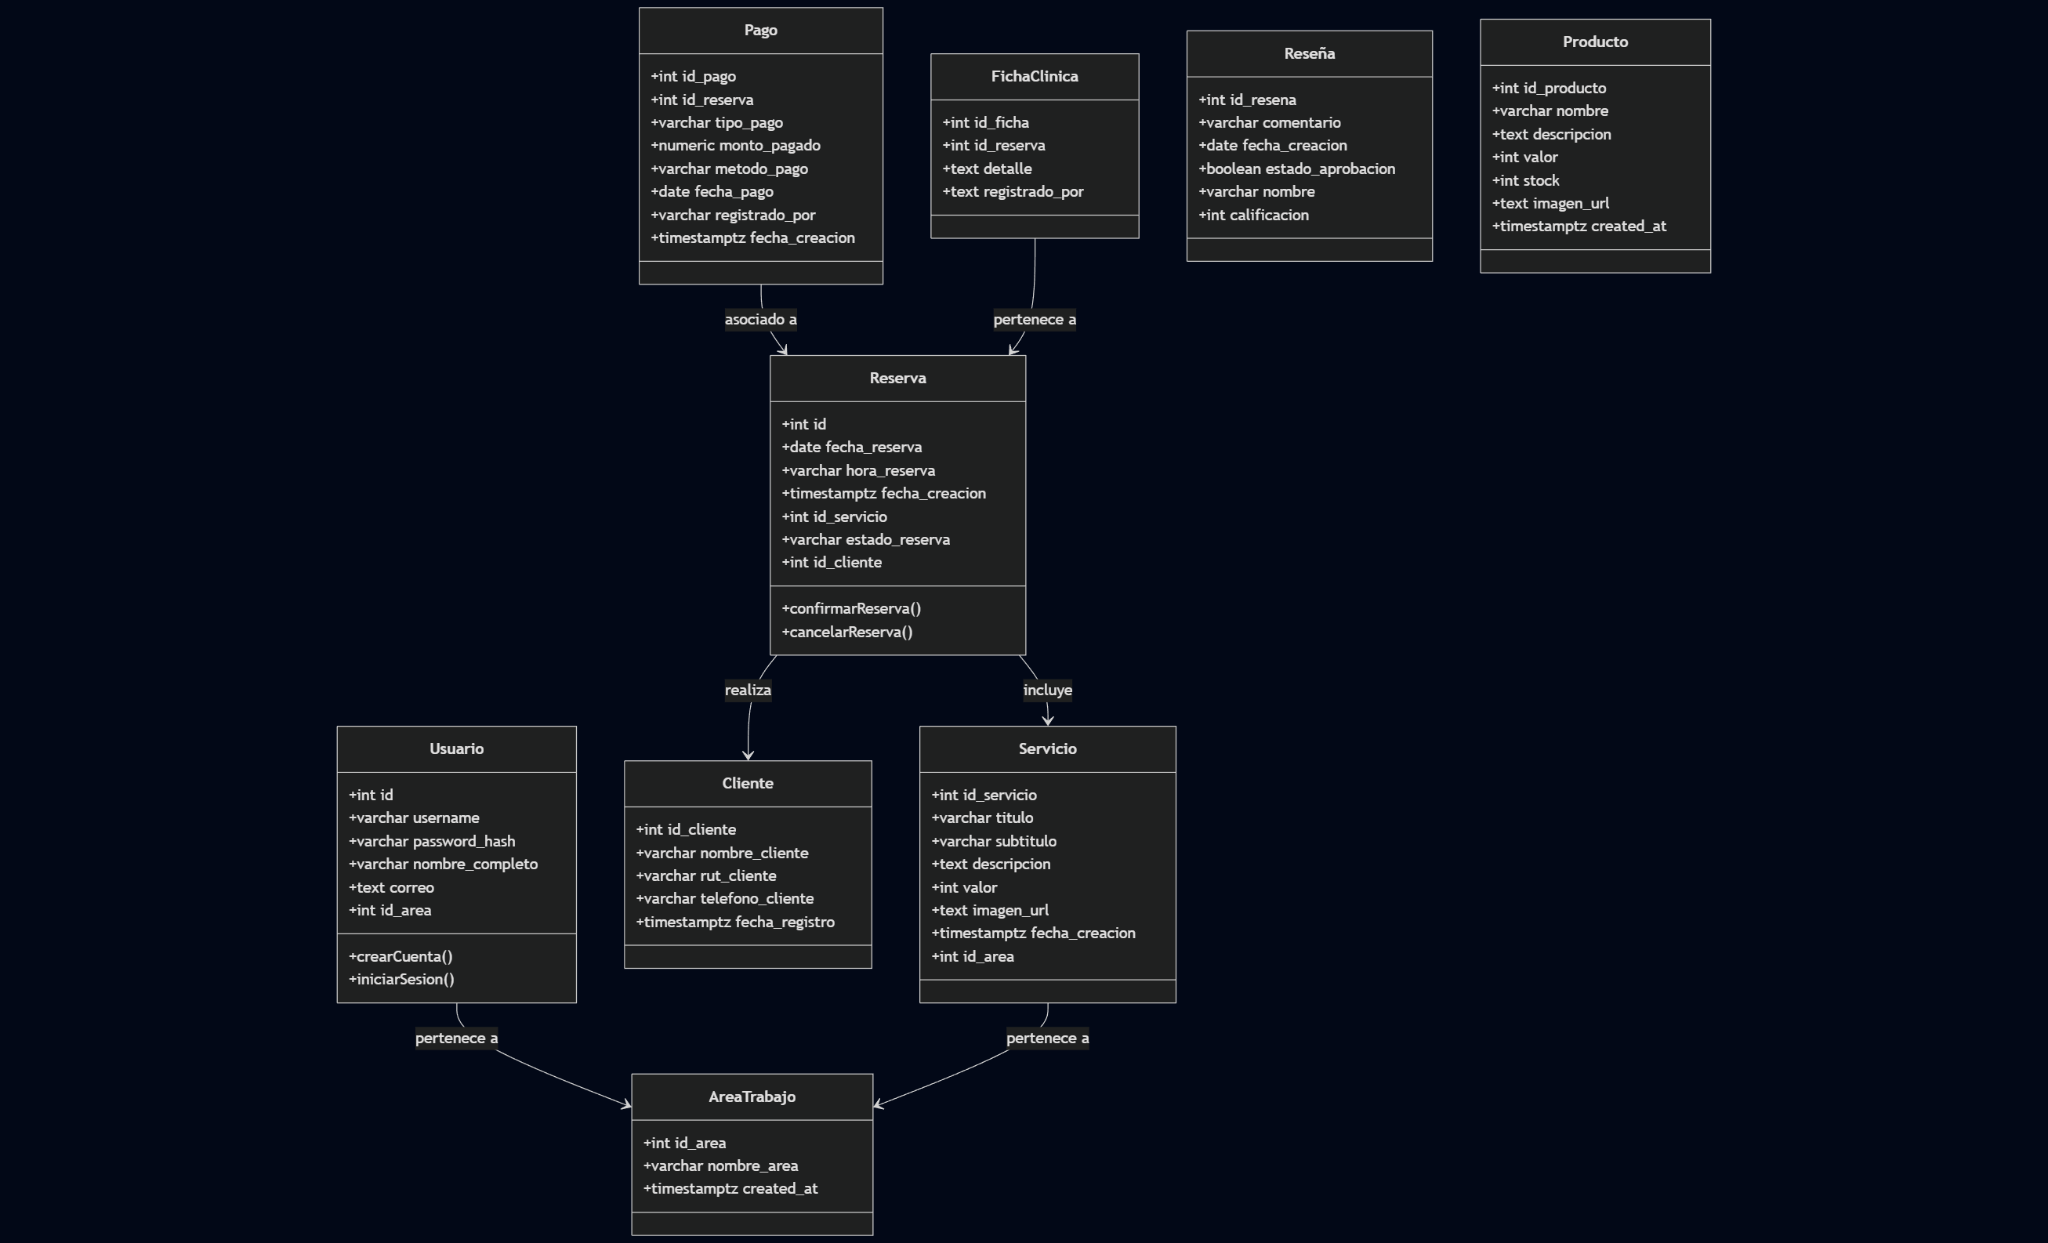 Pago
+int id_pago
+int id_reserva
+varchar tipo_pago
+numeric monto_pagado
+varchar metodo_pago
+date fecha_pago
+varchar registrado_por
+timestamptz fecha_creacion
FichaClinica
+int id_ficha
+int id_reserva
+text detalle
+text registrado_por
Reseña
+int id_resena
+varchar comentario
+date fecha_creacion
+boolean estado_aprobacion
+varchar nombre
+int calificacion
Producto
+int id_producto
+varchar nombre
+text descripcion
+int valor
+int stock
+text imagen_url
+timestamptz created_at
asociado a
pertenece a
Reserva
+int id
+date fecha_reserva
+varchar hora_reserva
+timestamptz fecha_creacion
+int id_servicio
+varchar estado_reserva
+int id_cliente
+confirmarReserva()
+cancelarReserva()
realiza
incluye
Usuario
+int id
+varchar username
+varchar password_hash
+varchar nombre_completo
+text correo
+int id_area
+crearCuenta()
+iniciarSesion()
Cliente
+int id_cliente
+varchar nombre_cliente
+varchar rut_cliente
+varchar telefono_cliente
+timestamptz fecha_registro
Servicio
+int id_servicio
+varchar titulo
+varchar subtitulo
+text descripcion
+int valor
+text imagen_url
+timestamptz fecha_creacion
+int id_area
pertenece a
pertenece a
AreaTrabajo
+int id_area
+varchar nombre_area
+timestamptz created_at